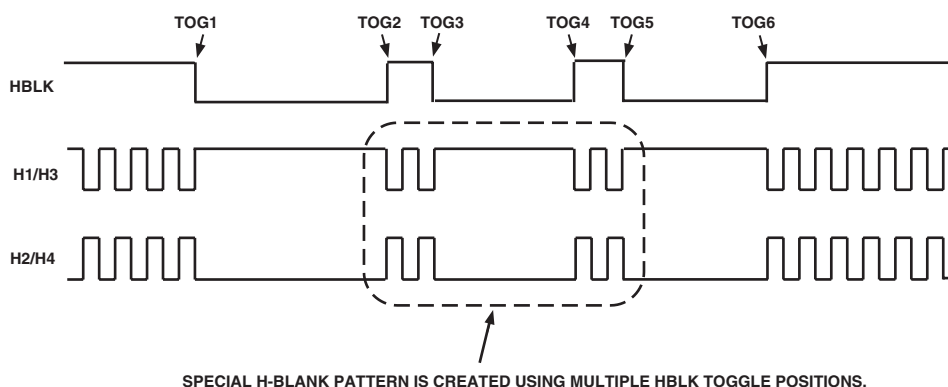 TOG1 TOG2 TOG3 TOG4 TOG5 TOG6
HBLK
H1/H3
H2/H4
SPECIAL H-BLANK PATTERN IS CREATED USING MULTIPLE HBLK TOGGLE POSITIONS.